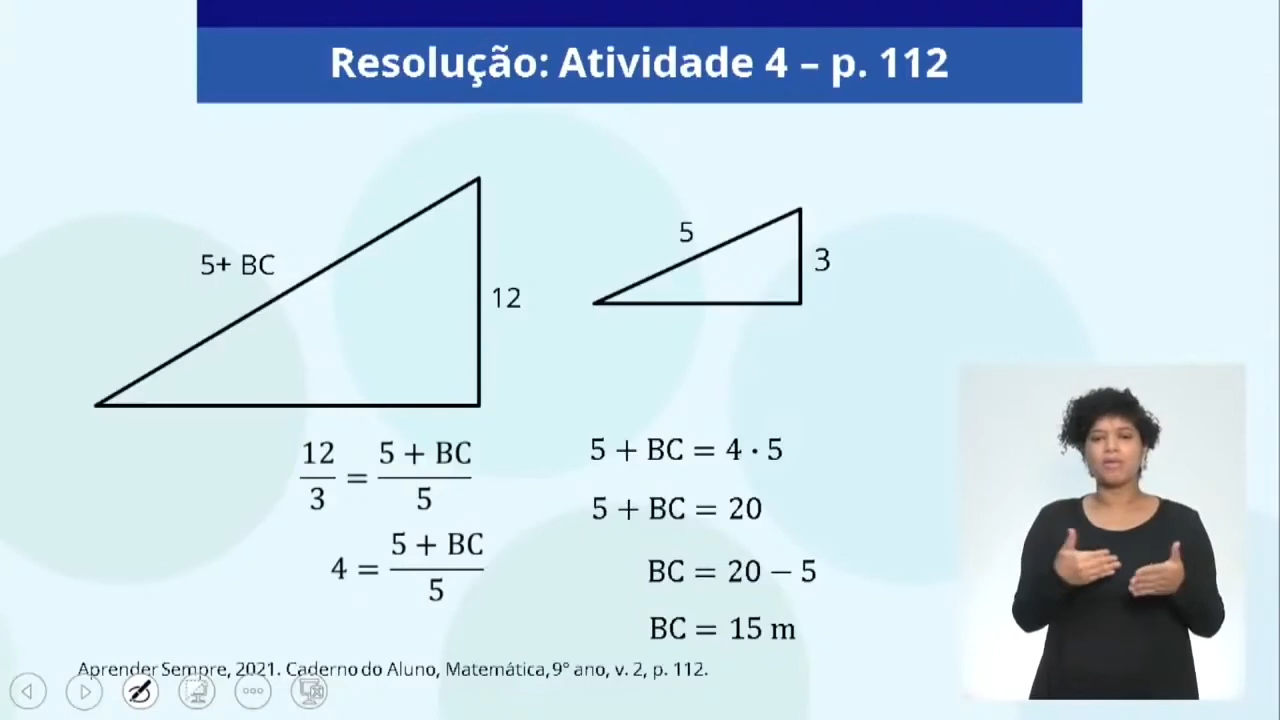 Resolução: Atividade 4 – p. 112
5+ BC
12
5
3
12/3 = (5 + BC)/5
4 = (5 + BC)/5
5 + BC = 4 · 5
5 + BC = 20
BC = 20 – 5
BC = 15 m
Aprender Sempre, 2021. Caderno do Aluno, Matemática, 9° ano, v. 2, p. 112.